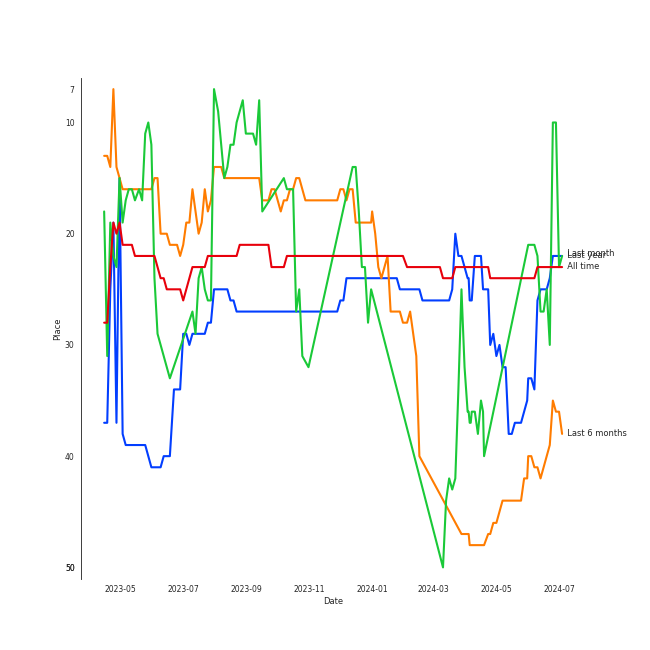 7
10
20
30
40
50
Place
2023-05
2023-07
2023-09
2023-11
2024-01
2024-03
2024-05
2024-07
Date
Last month
Last year
All time
Last 6 months